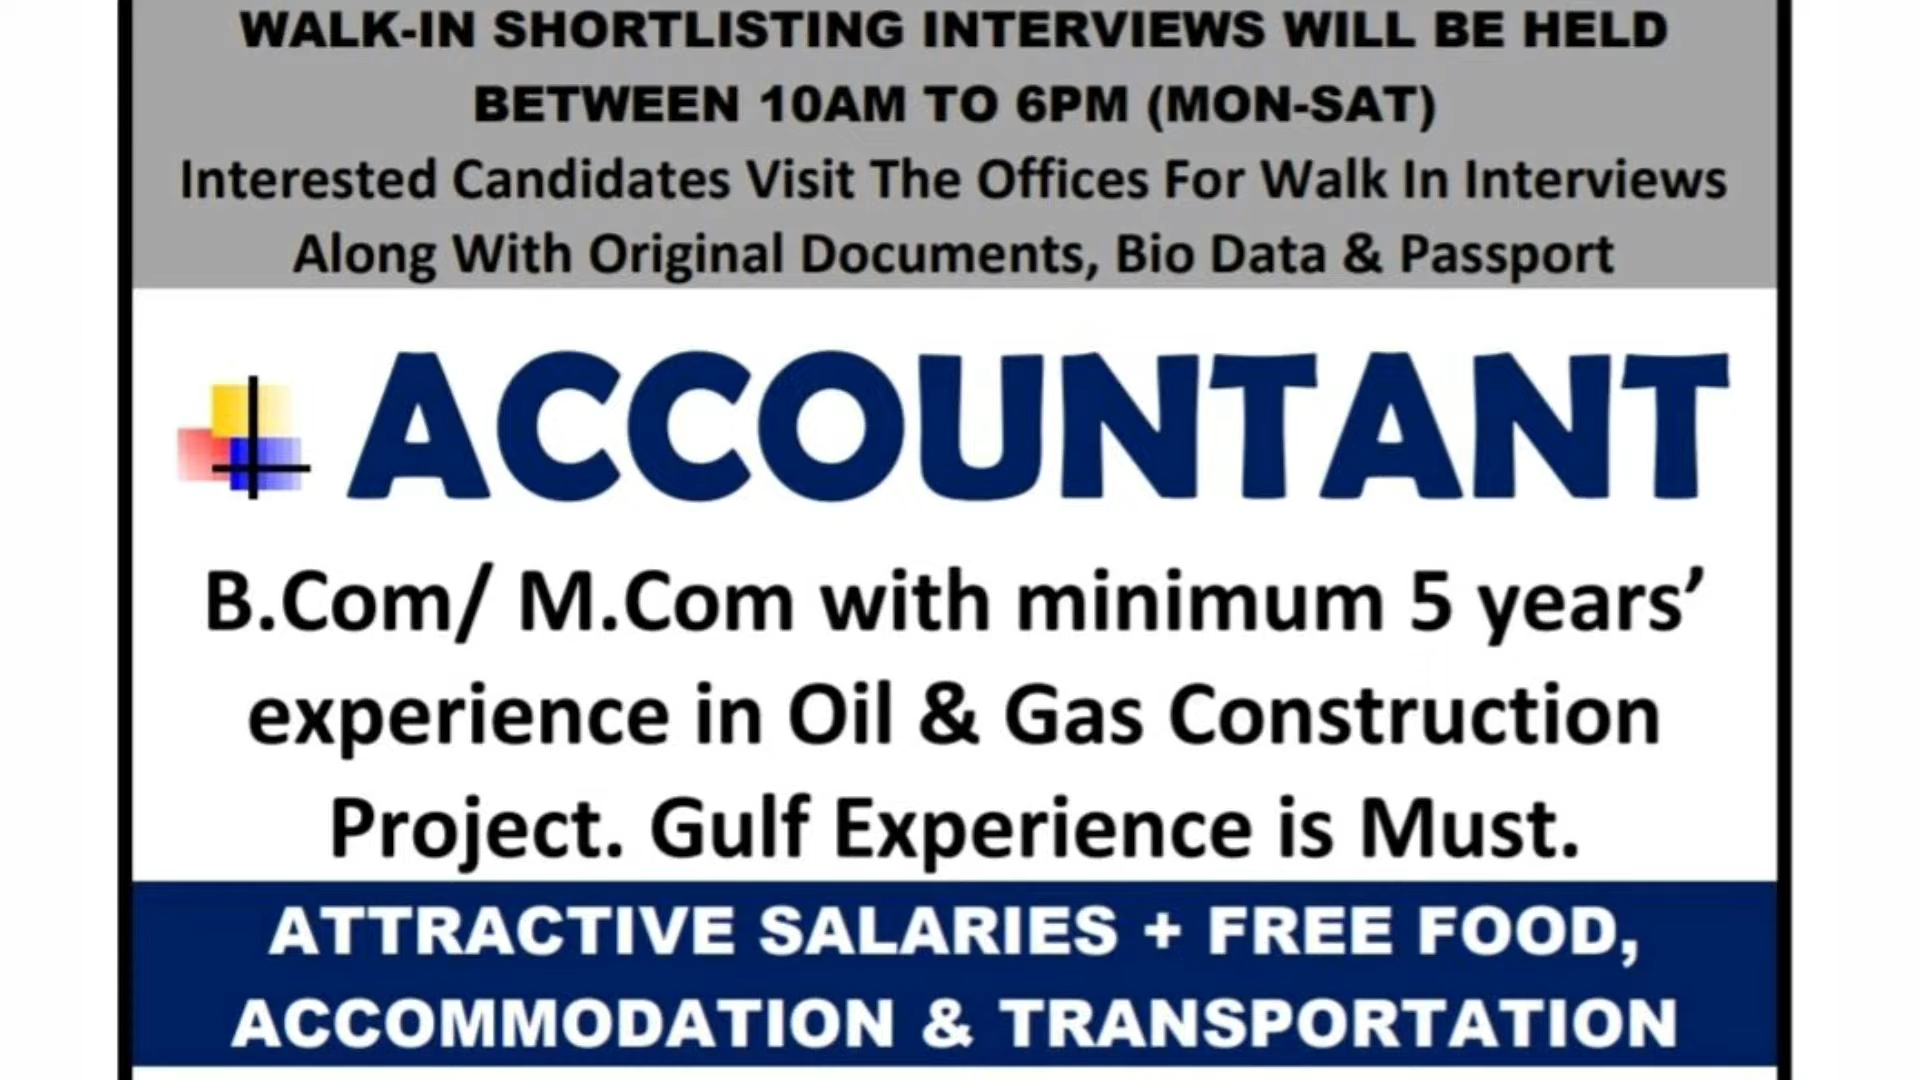 WALK-IN SHORTLISTING INTERVIEWS WILL BE HELD
BETWEEN 10AM TO 6PM (MON-SAT)
Interested Candidates Visit The Offices For Walk In Interviews
Along With Original Documents, Bio Data & Passport
ACCOUNTANT
B.Com/ M.Com with minimum 5 years’
experience in Oil & Gas Construction
Project. Gulf Experience is Must.
ATTRACTIVE SALARIES + FREE FOOD,
ACCOMMODATION & TRANSPORTATION